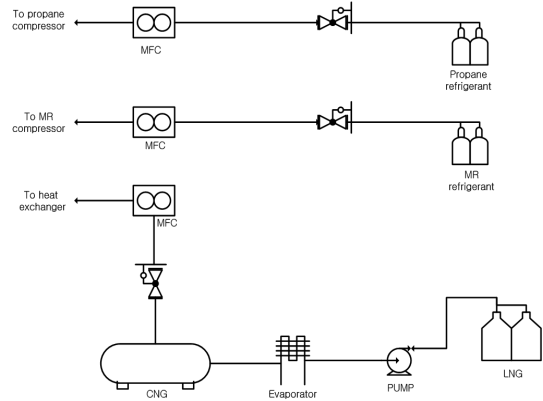 To propane
compressor
MFC
Propane
refrigerant
To MR
compressor
MFC
MR
refrigerant
To heat
exchanger
MFC
CNG
Evaporator
PUMP
LNG